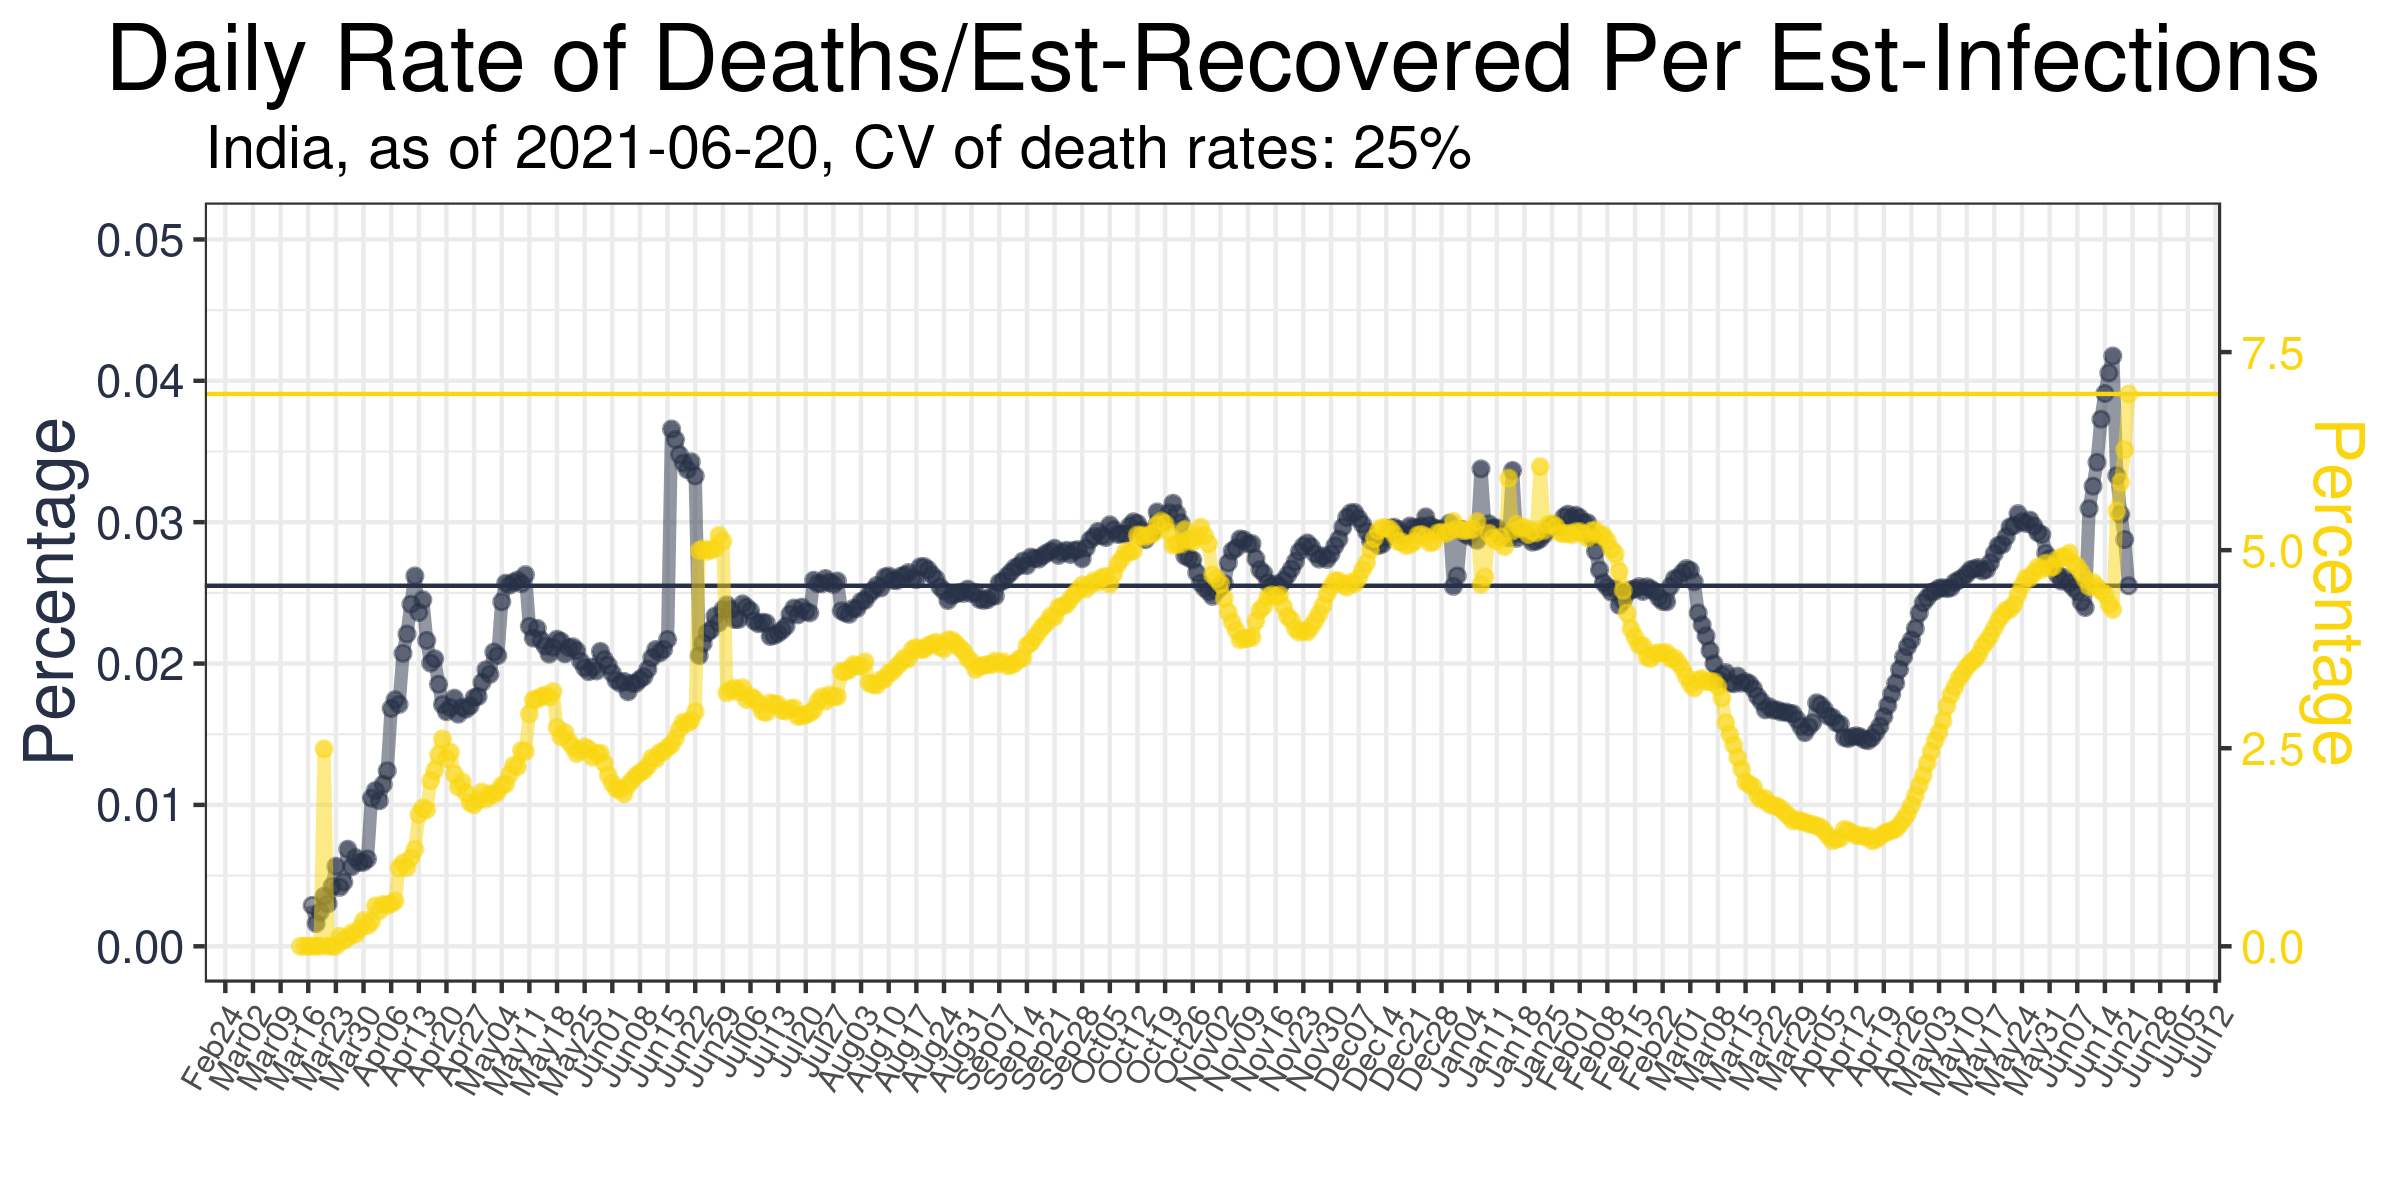 Daily Rate of Deaths/Est-Recovered Per Est-Infections
India, as of 2021-06-20, CV of death rates: 25%
Percentage
0.05
0.04
0.03
0.02
0.01
0.00
7.5
5.0
2.5
0.0
Percentage
Feb24
Mar02
Mar09
Mar16
Mar23
Mar30
Apr06
Apr13
Apr20
Apr27
May04
May11
May18
May25
Jun01
Jun08
Jun15
Jun22
Jun29
Jul06
Jul13
Jul20
Jul27
Aug03
Aug10
Aug17
Aug24
Aug31
Sep07
Sep14
Sep21
Sep28
Oct05
Oct12
Oct19
Oct26
Nov02
Nov09
Nov16
Nov23
Nov30
Dec07
Dec14
Dec21
Dec28
Jan04
Jan11
Jan18
Jan25
Feb01
Feb08
Feb15
Feb22
Mar01
Mar08
Mar15
Mar22
Mar29
Apr05
Apr12
Apr19
Apr26
May03
May10
May17
May24
May31
Jun07
Jun14
Jun21
Jun28
Jul05
Jul12